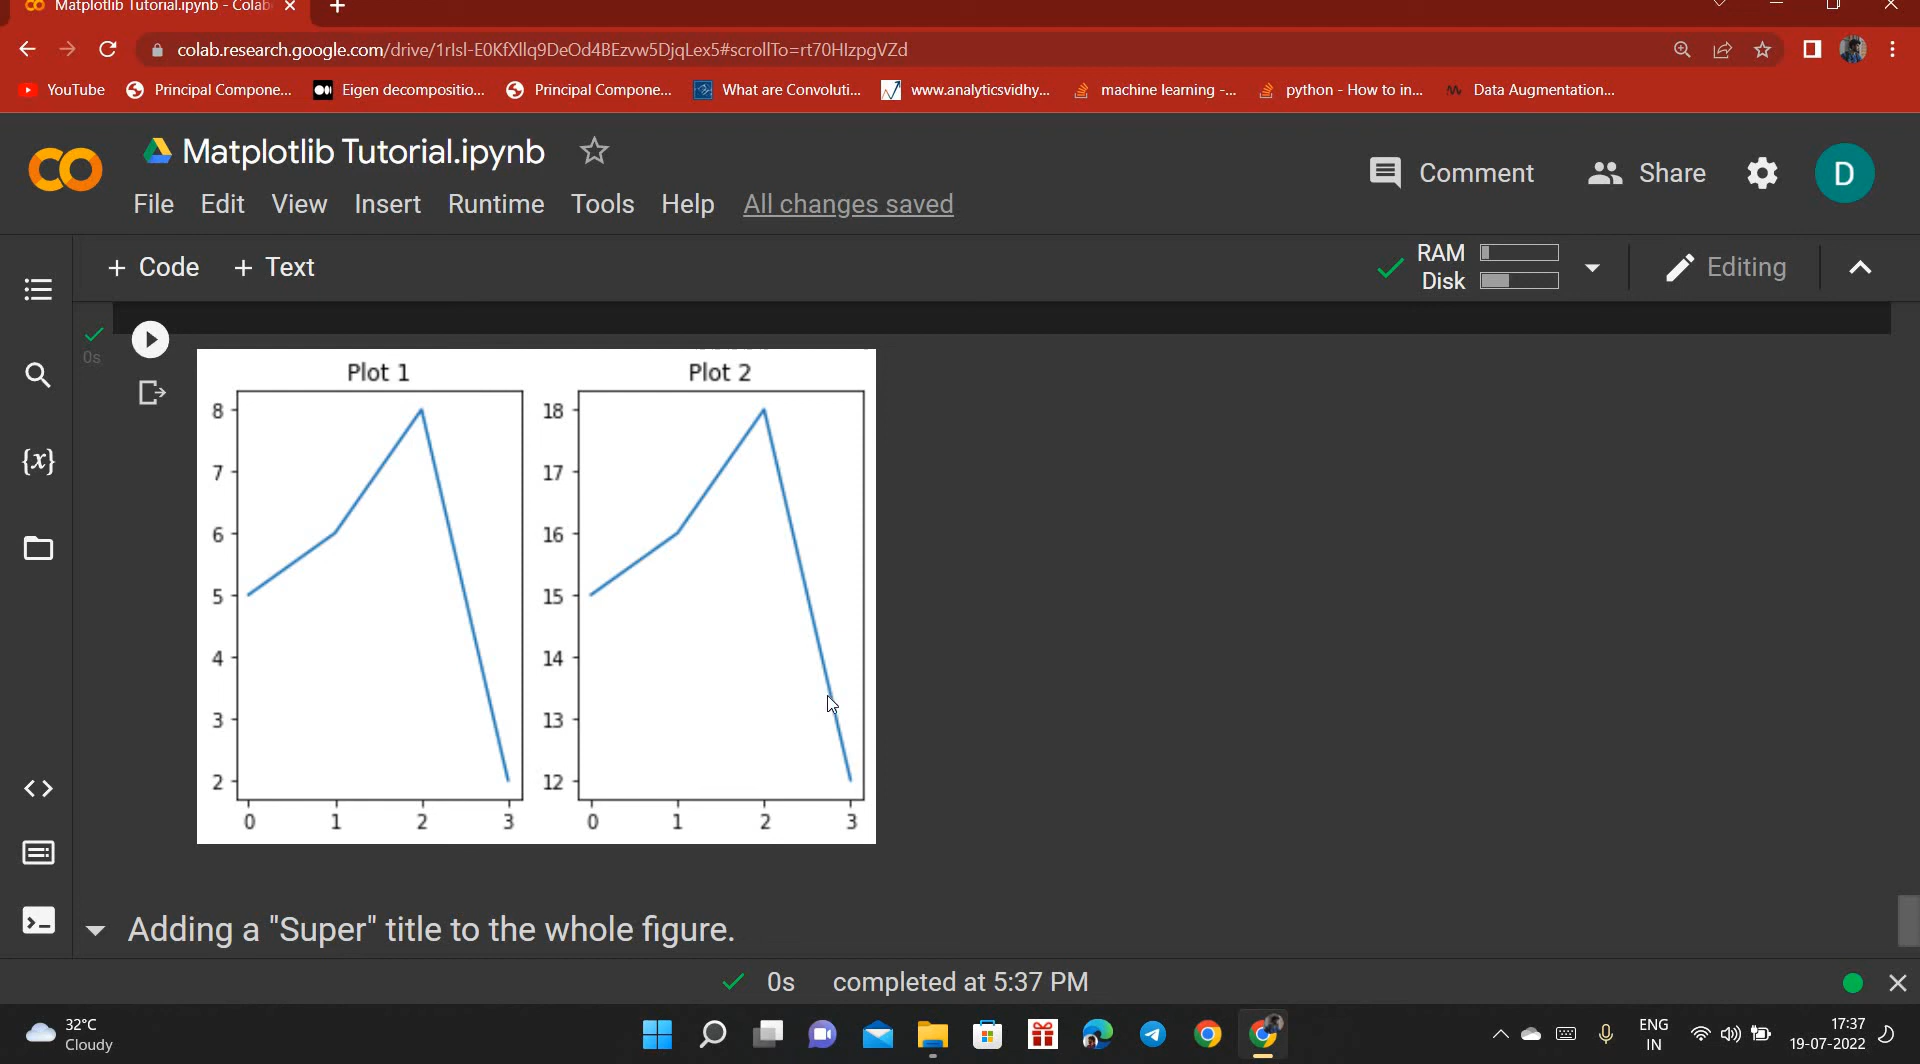 Matplotlib Tutorial.ipynb - Colab
colab.research.google.com/drive/1rIsl-E0KfXllq9DeOd4BEzvw5DjqLex5#scrollTo=rt70HIzpgVZd
YouTube Principal Compone... Eigen decompositio... Principal Compone... What are Convoluti... www.analyticsvidhy... machine learning -... python - How to in... Data Augmentation...
Matplotlib Tutorial.ipynb
Comment Share D
File Edit View Insert Runtime Tools Help All changes saved
+ Code + Text
RAM
Disk
Editing
0s
Plot 1
8
7
6
5
4
3
2
0 1 2 3
Plot 2
18
17
16
15
14
13
12
0 1 2 3
{x}
Adding a "Super" title to the whole figure.
0s completed at 5:37 PM
32°C
Cloudy
ENG
IN
17:37
19-07-2022